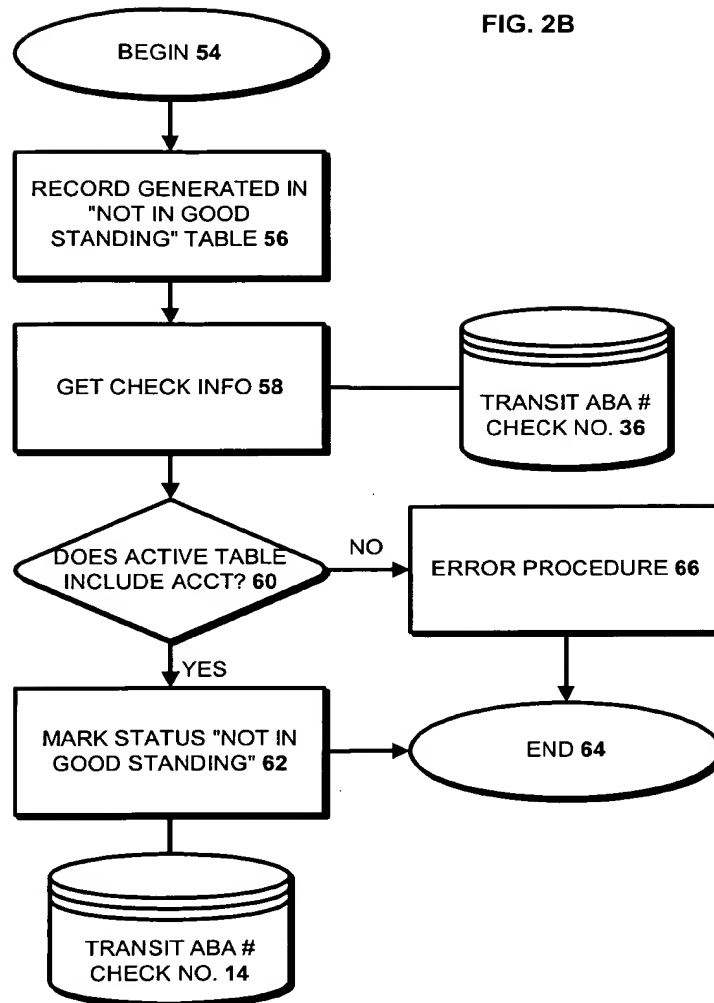 FIG. 2B
BEGIN 54
RECORD GENERATED IN
"NOT IN GOOD
STANDING" TABLE 56
GET CHECK INFO 58
TRANSIT ABA #
CHECK NO. 36
DOES ACTIVE TABLE
INCLUDE ACCT? 60
NO
ERROR PROCEDURE 66
YES
MARK STATUS "NOT IN
GOOD STANDING" 62
END 64
TRANSIT ABA #
CHECK NO. 14